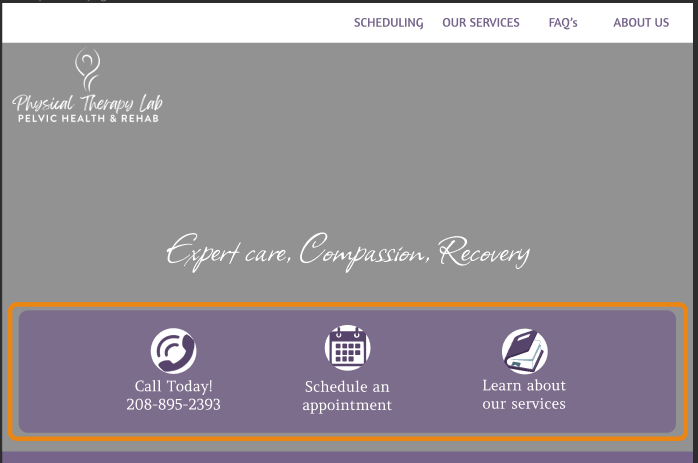 SCHEDULING OUR SERVICES FAQ's ABOUT US
Physical Therapy Lab
PELVIC HEALTH & REHAB
Expert care, Compassion, Recovery
Call Today!
208-895-2393
Schedule an
appointment
Learn about
our services